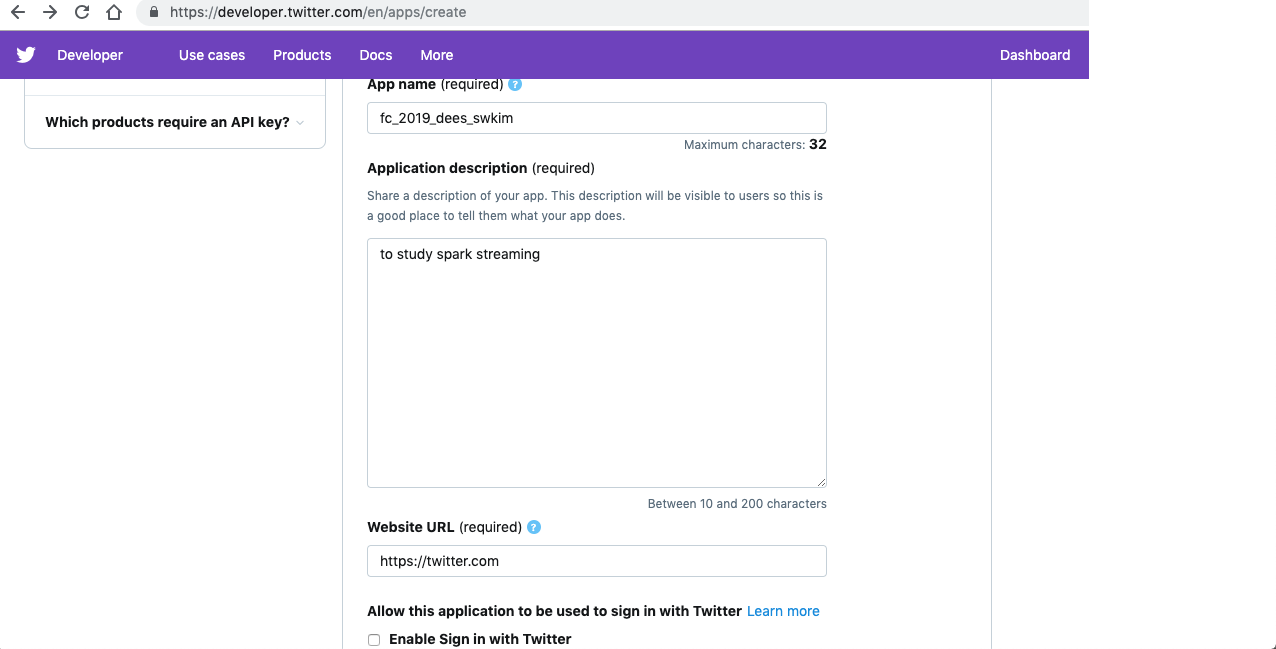 https://developer.twitter.com/en/apps/create
Developer Use cases Products Docs More Dashboard
Which products require an API key?
App name (required) ?
fc_2019_dees_swkim
Maximum characters: 32
Application description (required)
Share a description of your app. This description will be visible to users so this is
a good place to tell them what your app does.
to study spark streaming
Between 10 and 200 characters
Website URL (required) ?
https://twitter.com
Allow this application to be used to sign in with Twitter Learn more
Enable Sign in with Twitter